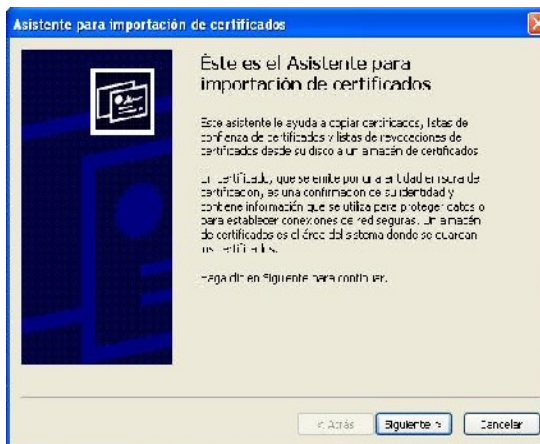 Asistente para importación de certificados
Éste es el Asistente para
importación de certificados
Este asistente le ayuda a copiar certificados, listas de
confianza de certificados y listas de revocaciones de
certificados desde su disco a un almacén de certificados.
Un certificado, que se emite por una entidad emisora de
certificación, es una confirmación de su identidad y
contiene información que se utiliza para proteger datos o
para establecer conexiones de red seguras. Un almacén
de certificados es el área del sistema donde se guardan
los certificados.
Haga clic en Siguiente para continuar.
< Atrás
Siguiente >
Cancelar